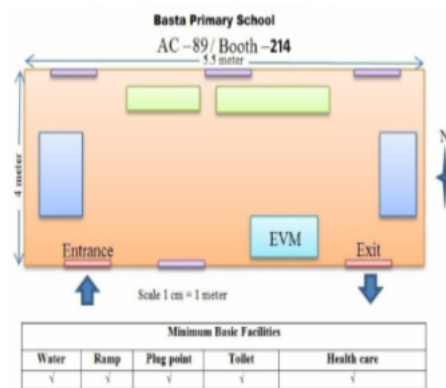 Basta Primary School
AC -89/ Booth -214
5.5 meter
4 meter
N
Entrance
EVM
Exit
Scale 1 cm = 1 meter
Minimum Basic Facilities
Water Ramp Plug point Toilet Health care
√ √ √ √ √